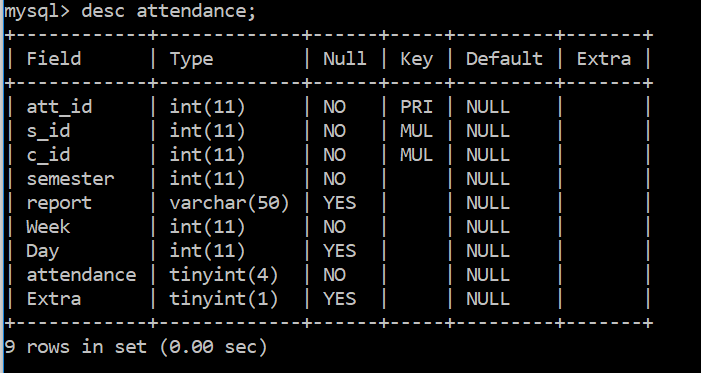 mysql> desc attendance;
+------------+-------------+------+-----+---------+-------+
| Field      | Type        | Null | Key | Default | Extra |
+------------+-------------+------+-----+---------+-------+
| att_id     | int(11)     | NO   | PRI | NULL    |       |
| s_id       | int(11)     | NO   | MUL | NULL    |       |
| c_id       | int(11)     | NO   | MUL | NULL    |       |
| semester   | int(11)     | NO   |     | NULL    |       |
| report     | varchar(50) | YES  |     | NULL    |       |
| Week       | int(11)     | NO   |     | NULL    |       |
| Day        | int(11)     | YES  |     | NULL    |       |
| attendance | tinyint(4)  | NO   |     | NULL    |       |
| Extra      | tinyint(1)  | YES  |     | NULL    |       |
+------------+-------------+------+-----+---------+-------+
9 rows in set (0.00 sec)